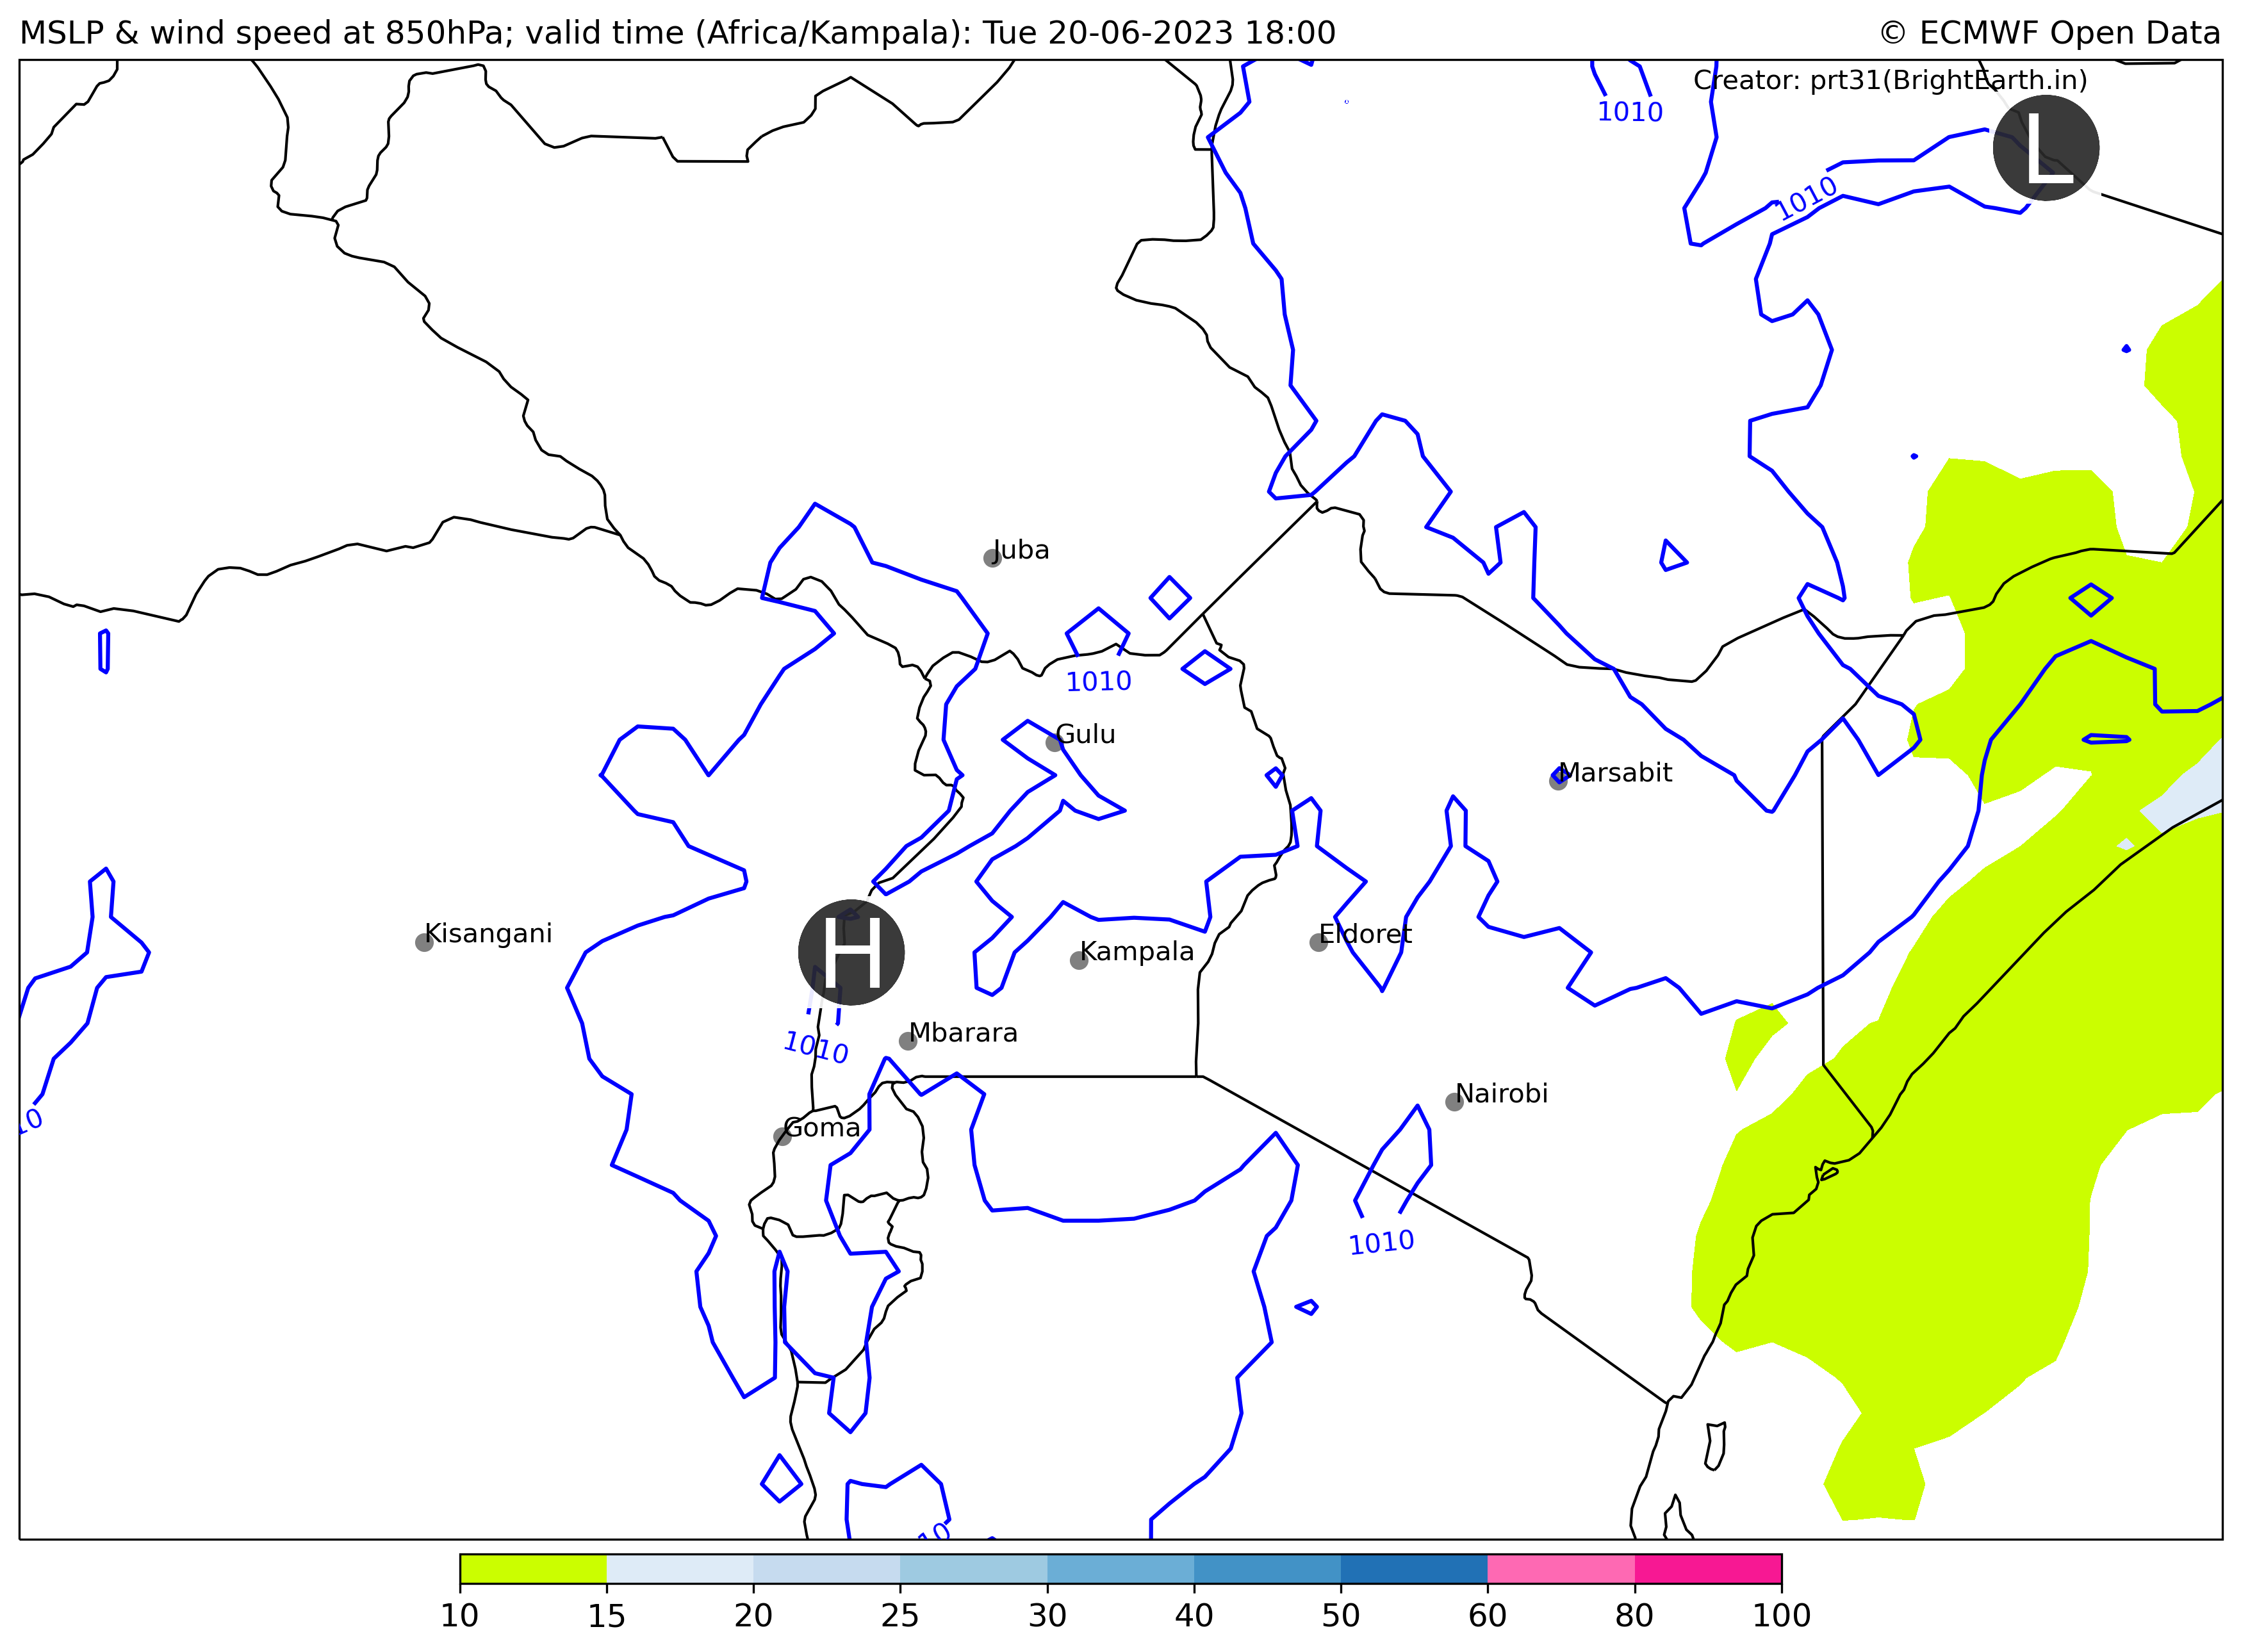 MSLP & wind speed at 850hPa; valid time (Africa/Kampala): Tue 20-06-2023 18:00
© ECMWF Open Data
Creator: prt31(BrightEarth.in)
1010
L
1010
Juba
1010
Gulu
Marsabit
Kisangani
H
Kampala
Eldoret
1010
Mbarara
Nairobi
10
Goma
1010
10
10 15 20 25 30 40 50 60 80 100